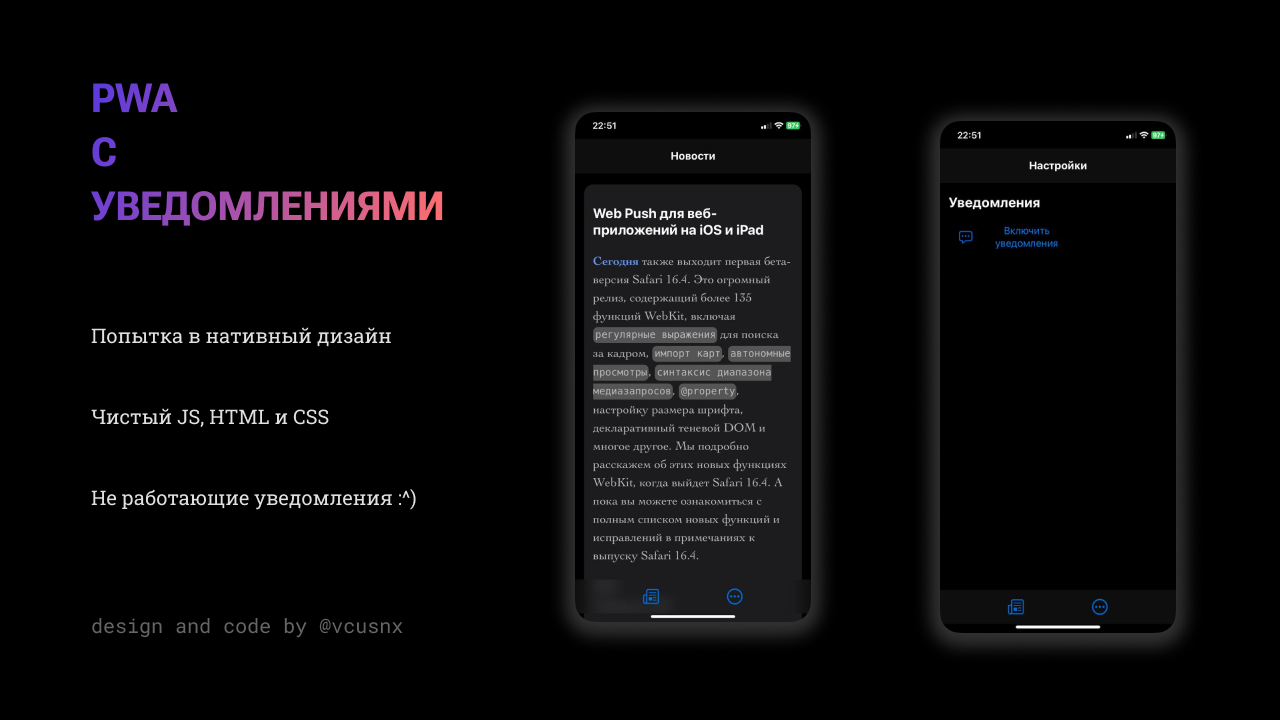 PWA
С
УВЕДОМЛЕНИЯМИ
Попытка в нативный дизайн
Чистый JS, HTML и CSS
Не работающие уведомления :^)
design and code by @vcusnx
22:51
97+
Новости
Web Push для веб-
приложений на iOS и iPad
Сегодня также выходит первая бета-
версия Safari 16.4. Это огромный
релиз, содержащий более 135
функций WebKit, включая
регулярные выражения для поиска
за кадром, импорт карт, автономные
просмотры, синтаксис диапазона
медиазапросов, @property,
настройку размера шрифта,
декларативный теневой DOM и
многое другое. Мы подробно
расскажем об этих новых функциях
WebKit, когда выйдет Safari 16.4. А
пока вы можете ознакомиться с
полным списком новых функций и
исправлений в примечаниях к
выпуску Safari 16.4.
22:51
97+
Настройки
Уведомления
Включить
уведомления